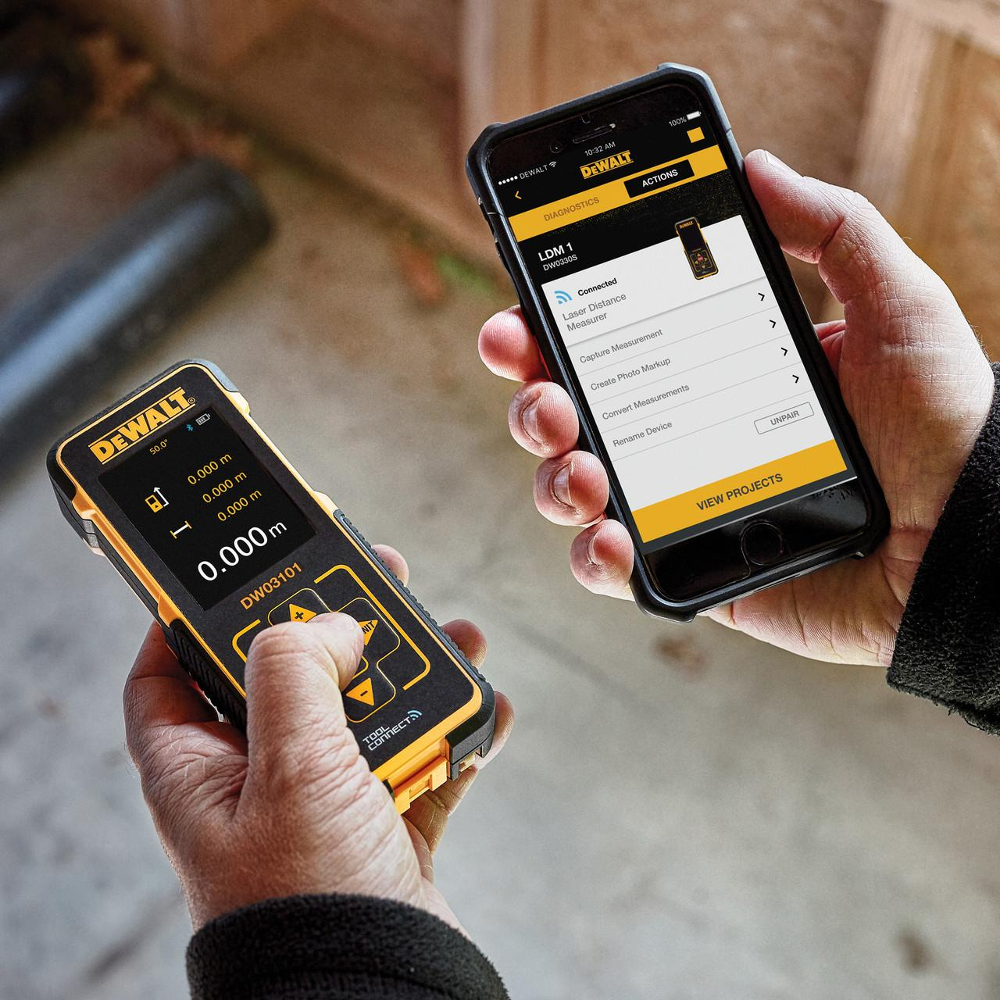 DEWALT
10:32 AM
100%
DEWALT
DIAGNOSTICS
ACTIONS
LDM 1
DW0330S
Connected
Laser Distance
Measurer
Capture Measurement
Create Photo Markup
Convert Measurements
Rename Device
UNPAIR
VIEW PROJECTS
DEWALT®
50.0°
0.000 m
0.000 m
0.000 m
0.000m
DW03101
+
-
TOOL
CONNECT